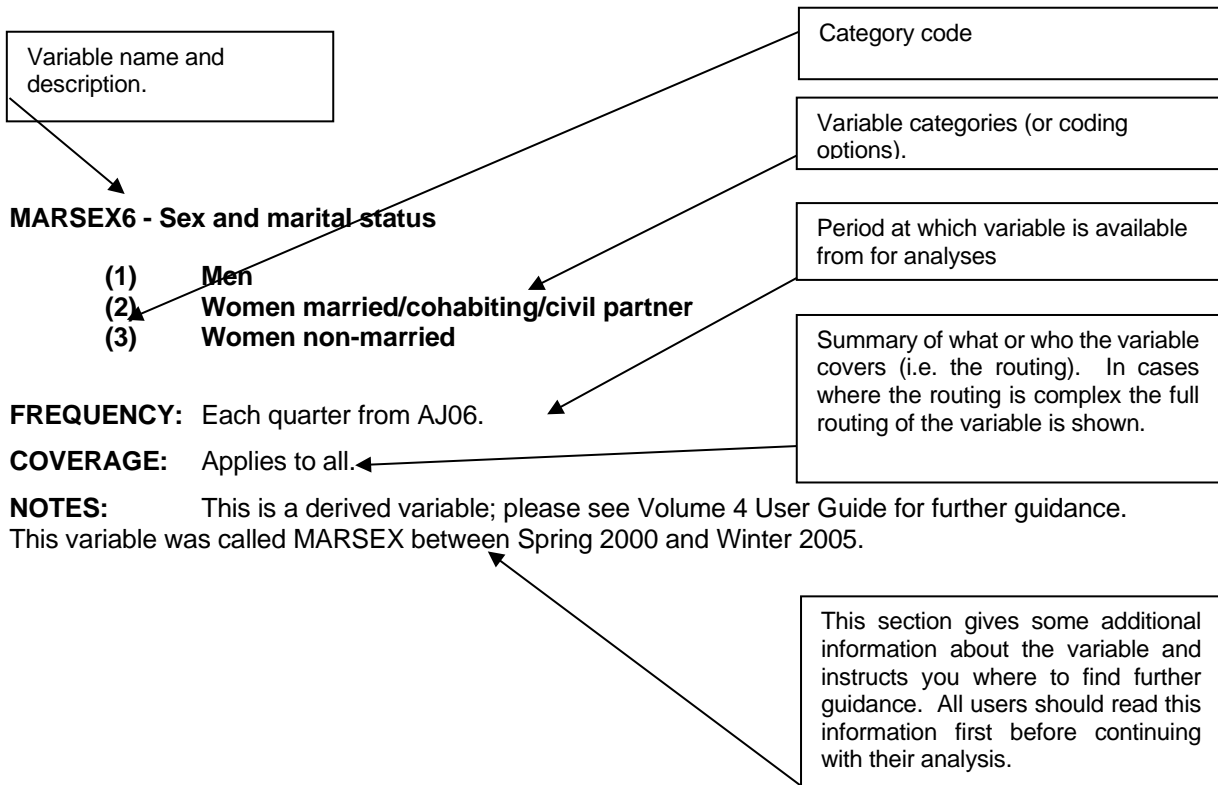 Variable name and
description.
Category code
Variable categories (or coding
options).
MARSEX6 - Sex and marital status
Period at which variable is available
from for analyses
(1) Men
(2) Women married/cohabiting/civil partner
(3) Women non-married
Summary of what or who the variable
covers (i.e. the routing). In cases
where the routing is complex the full
routing of the variable is shown.
FREQUENCY: Each quarter from AJ06.
COVERAGE: Applies to all.
NOTES: This is a derived variable; please see Volume 4 User Guide for further guidance.
This variable was called MARSEX between Spring 2000 and Winter 2005.
This section gives some additional
information about the variable and
instructs you where to find further
guidance. All users should read this
information first before continuing
with their analysis.